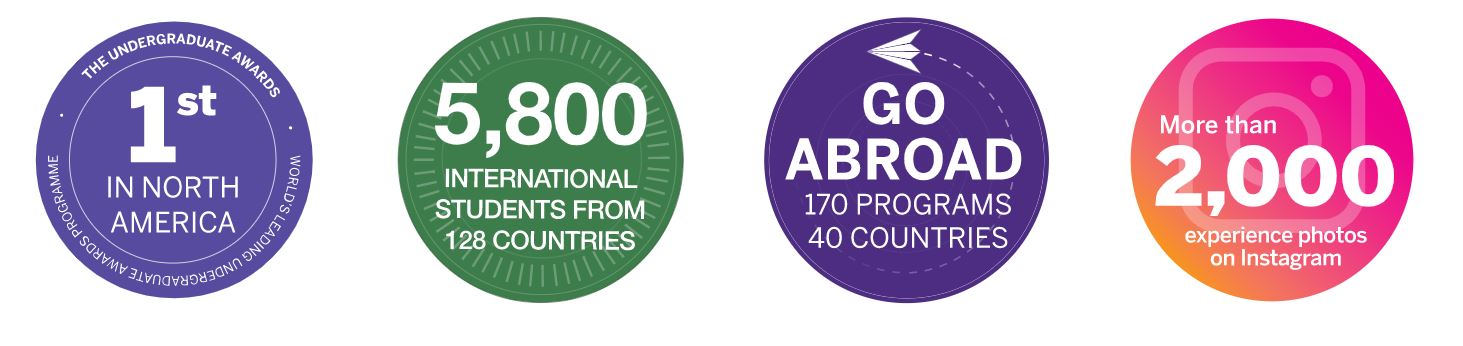 THE UNDERGRADUATE AWARDS
1st
IN NORTH
AMERICA
WORLD'S LEADING UNDERGRADUATE AWARDS PROGRAMME
5,800
INTERNATIONAL
STUDENTS FROM
128 COUNTRIES
GO
ABROAD
170 PROGRAMS
40 COUNTRIES
More than
2,000
experience photos
on Instagram